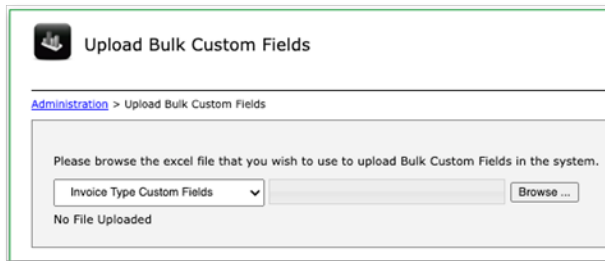 Upload Bulk Custom Fields
Administration > Upload Bulk Custom Fields
Please browse the excel file that you wish to use to upload Bulk Custom Fields in the system.
Invoice Type Custom Fields Browse ...
No File Uploaded